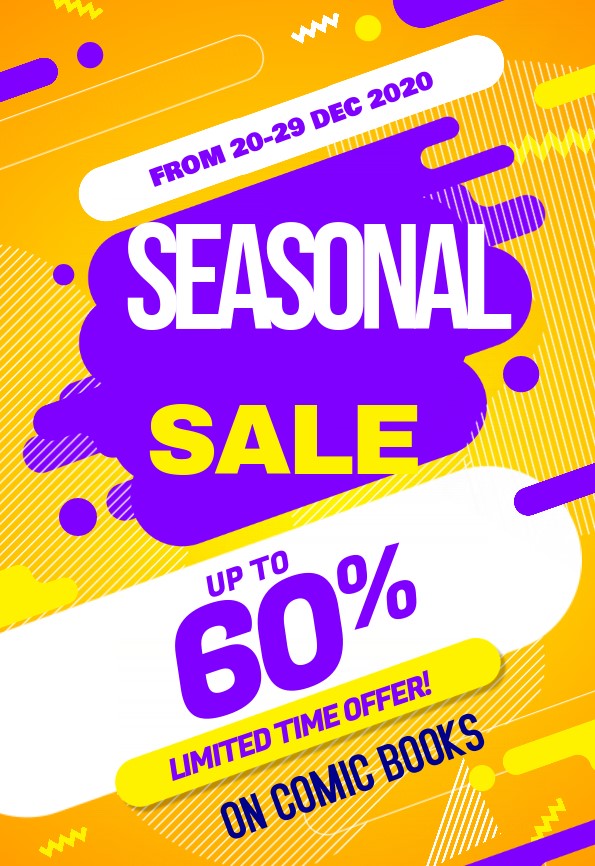 FROM 20-29 DEC 2020
SEASONAL
SALE
UP TO
60%
LIMITED TIME OFFER!
ON COMIC BOOKS